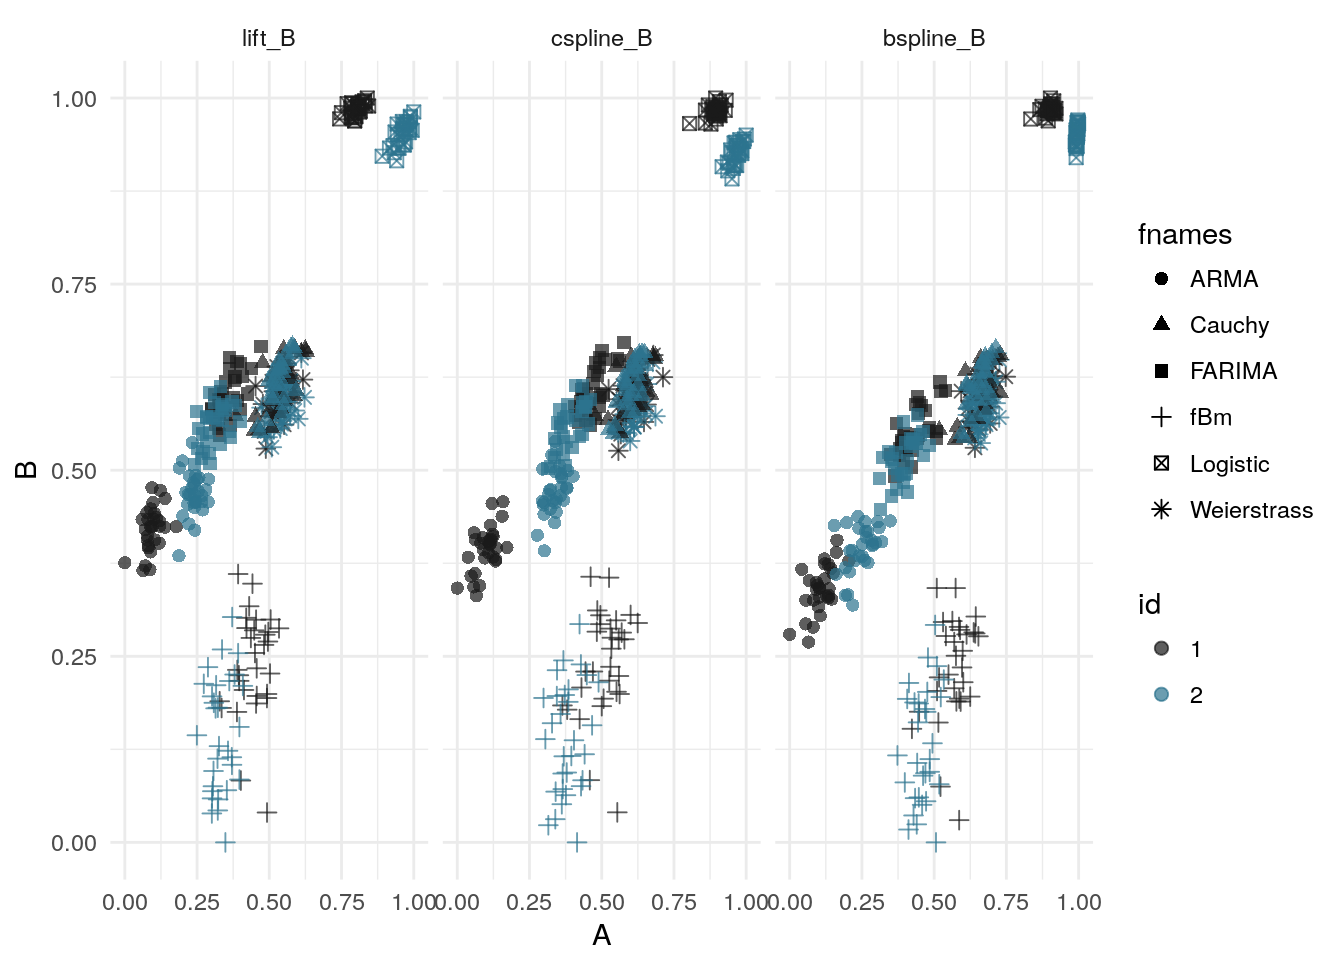 lift_B cspline_B bspline_B
1.00
0.75
0.50
0.25
0.00
B
0.00 0.25 0.50 0.75 1.00 0.00 0.25 0.50 0.75 1.00 0.00 0.25 0.50 0.75 1.00
A
fnames
ARMA
Cauchy
FARIMA
fBm
Logistic
Weierstrass
id
1
2